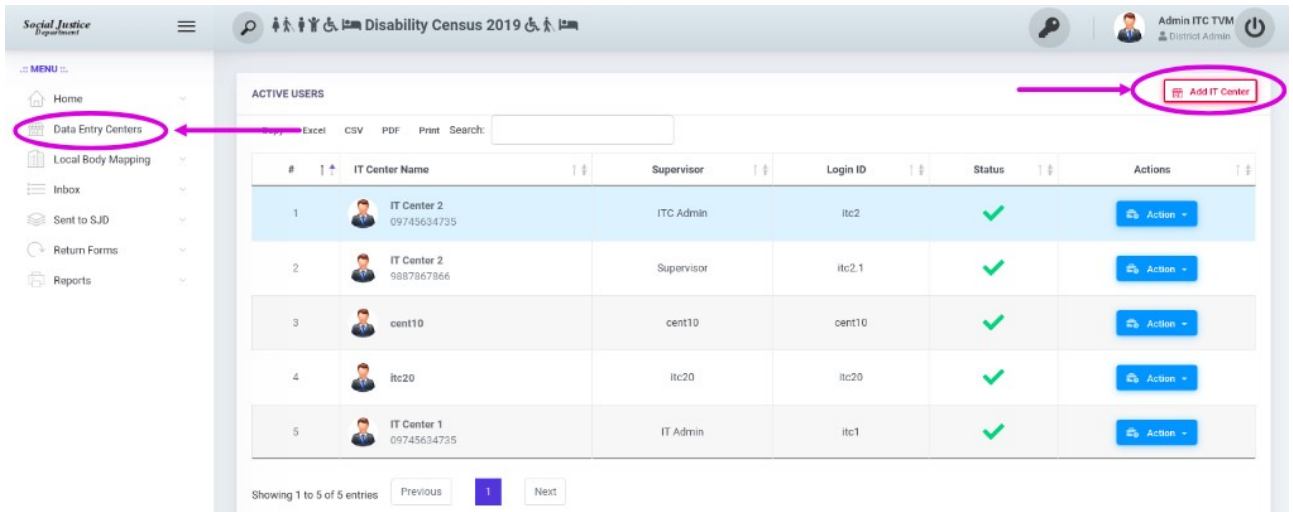 Social Justice
Department
Disability Census 2019
Admin ITC TVM
District Admin
.:: MENU ::.
Home
Data Entry Centers
Local Body Mapping
Inbox
Sent to SJD
Return Forms
Reports
ACTIVE USERS
Add IT Center
Copy Excel CSV PDF Print Search:
# IT Center Name Supervisor Login ID Status Actions
1 IT Center 2 ITC Admin itc2 Action
09745634735
2 IT Center 2 Supervisor itc2.1 Action
9887867866
3 cent10 cent10 cent10 Action
4 itc20 itc20 itc20 Action
5 IT Center 1 IT Admin itc1 Action
09745634735
Showing 1 to 5 of 5 entries Previous 1 Next